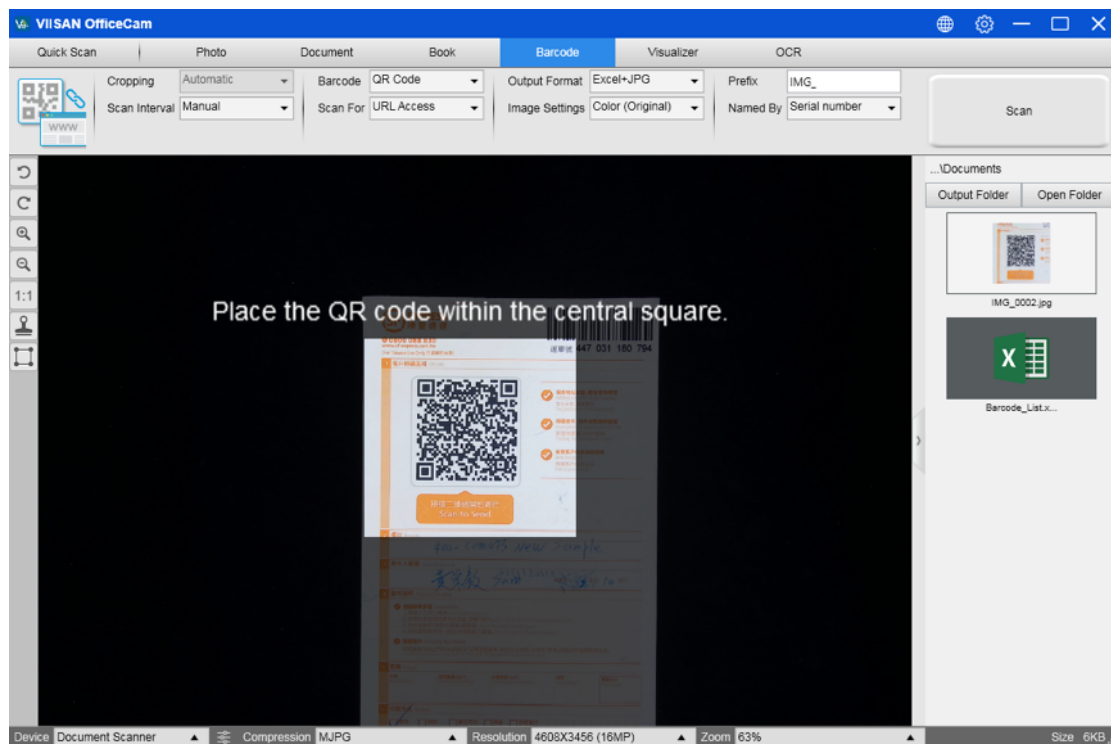 VIISAN OfficeCam
Quick Scan Photo Document Book Barcode Visualizer OCR
Cropping Automatic Barcode QR Code Output Format Excel+JPG Prefix IMG_
Scan Interval Manual Scan For URL Access Image Settings Color (Original) Named By Serial number
Scan
WWW
...\Documents
Output Folder Open Folder
1:1
IMG_0002.jpg
Barcode_List.x...
Place the QR code within the central square.
447 031 180 794
Scan to Send
New Sample
Device Document Scanner Compression MJPG Resolution 4608X3456 (16MP) Zoom 63% Size 6KB